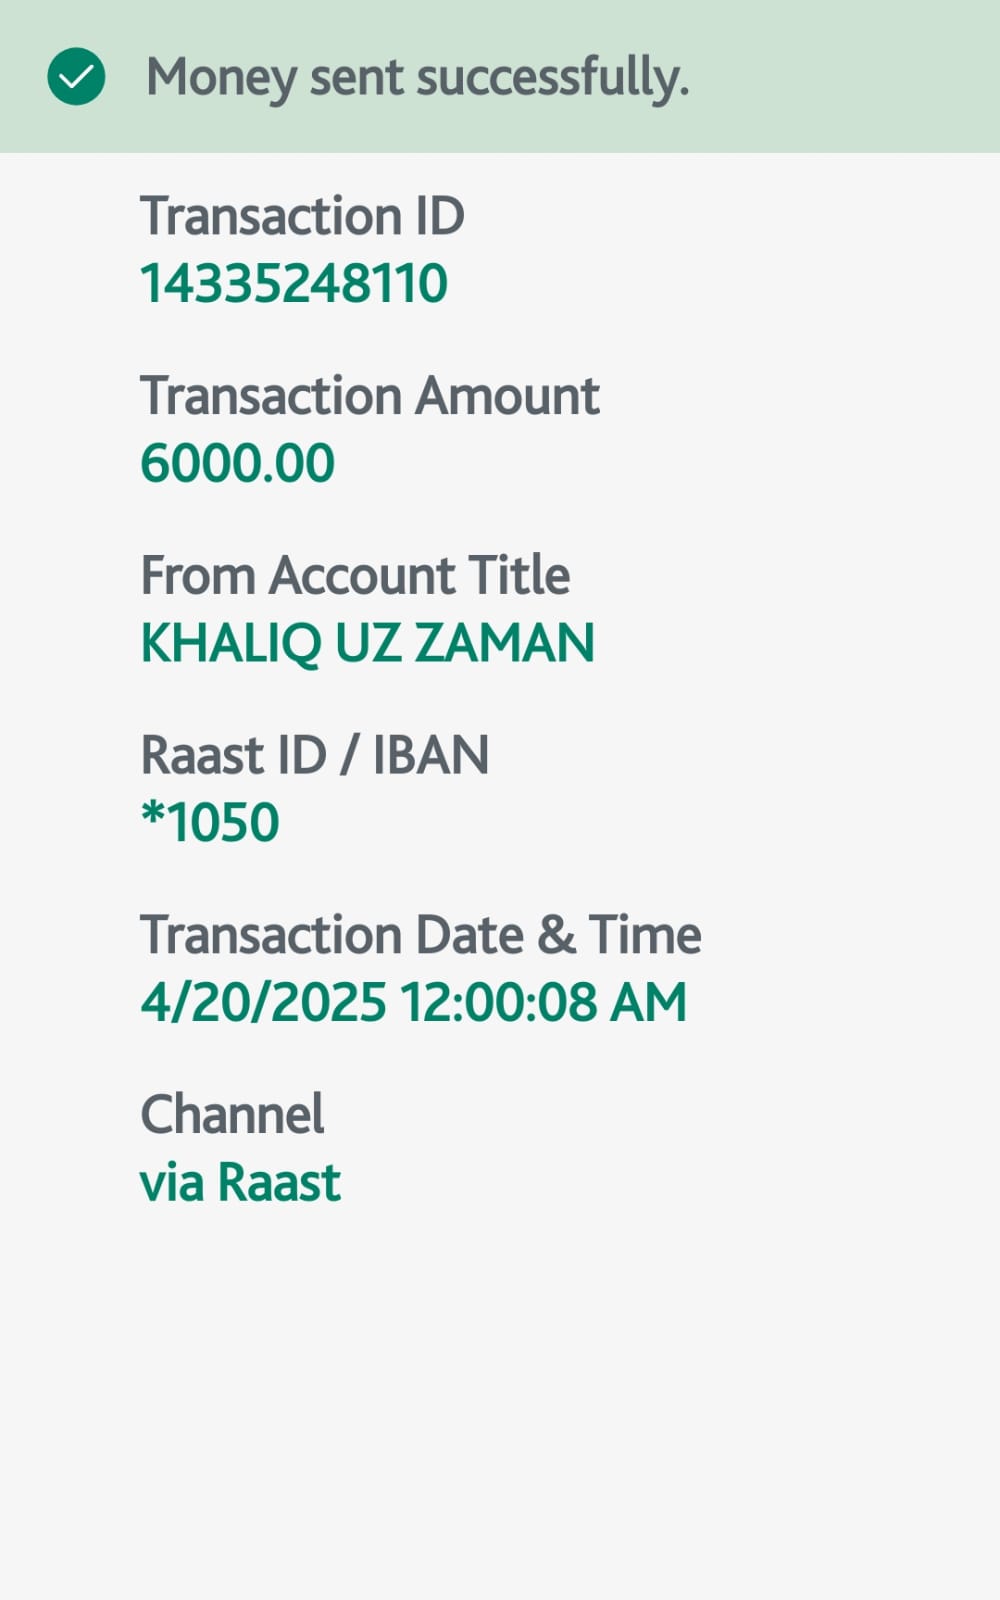 Money sent successfully.
Transaction ID
14335248110
Transaction Amount
6000.00
From Account Title
KHALIQ UZ ZAMAN
Raast ID / IBAN
*1050
Transaction Date & Time
4/20/2025 12:00:08 AM
Channel
via Raast